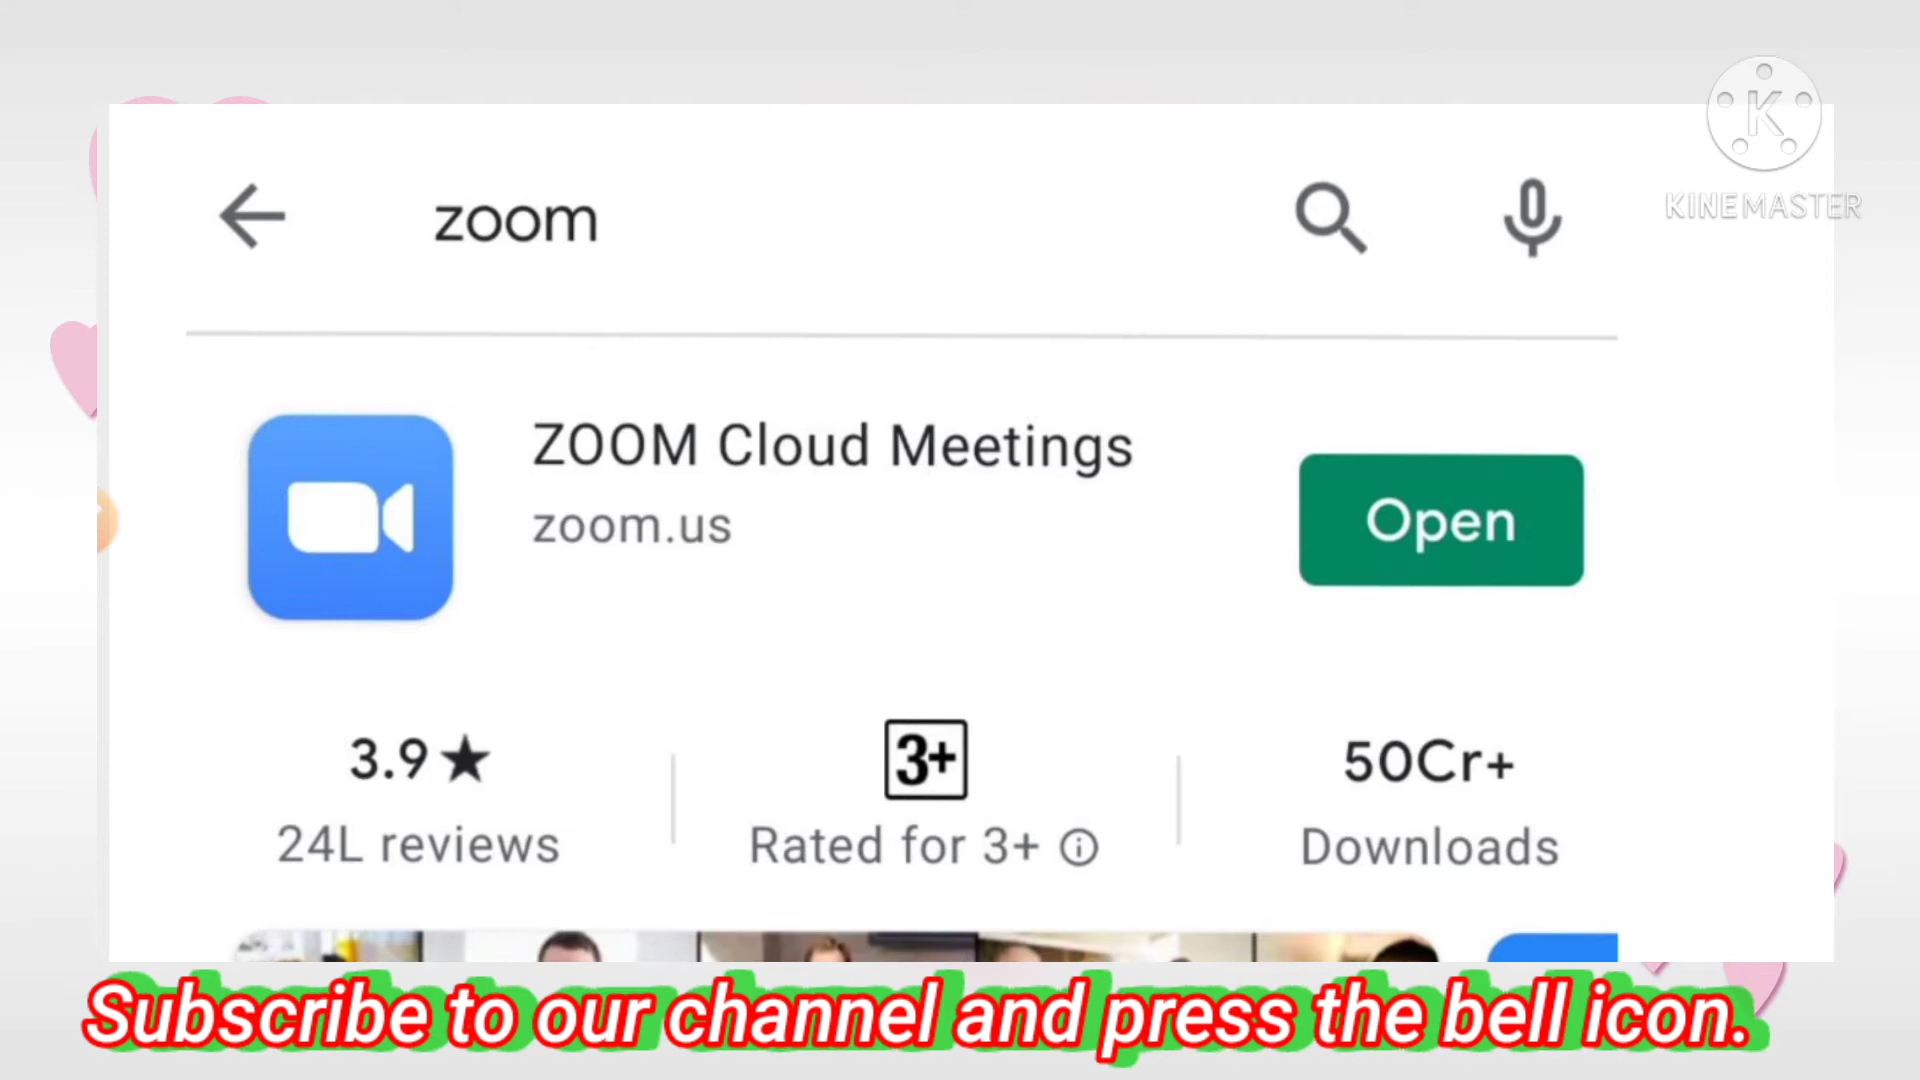 K
KINEMASTER
zoom
ZOOM Cloud Meetings
zoom.us
Open
3.9★
24L reviews
3+
Rated for 3+
50Cr+
Downloads
Subscribe to our channel and press the bell icon.